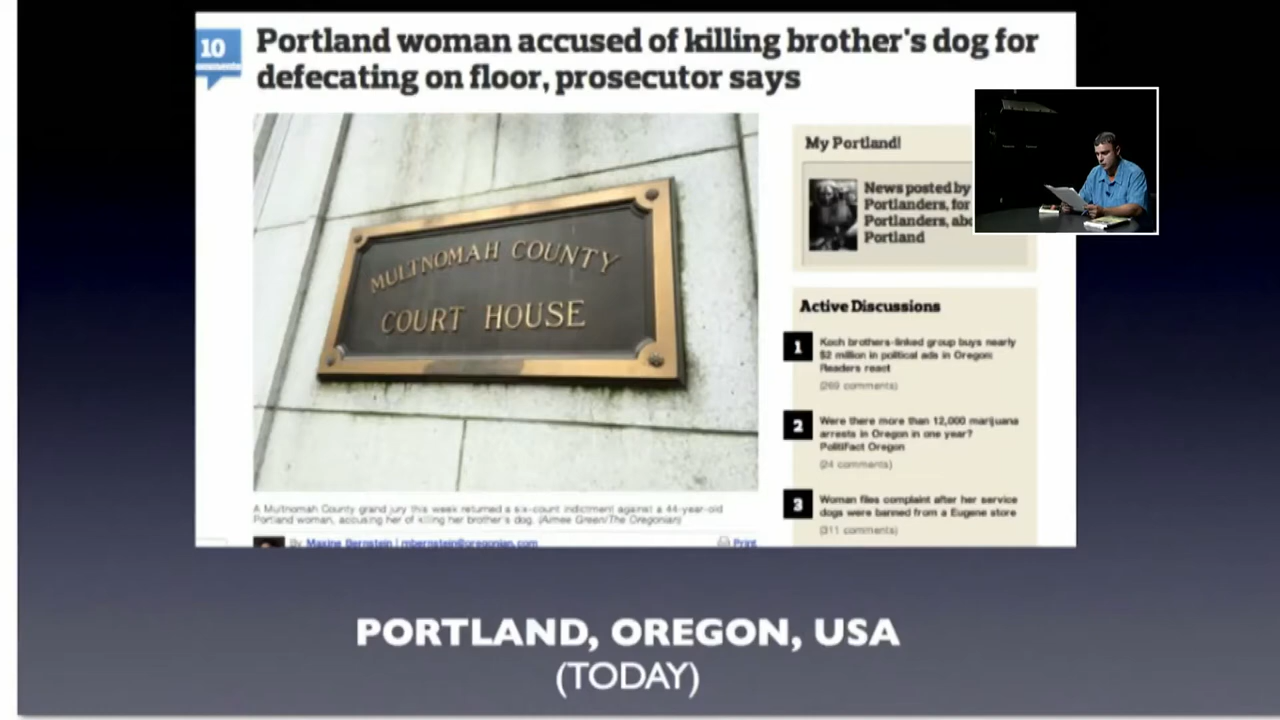 10
comments
Portland woman accused of killing brother's dog for
defecating on floor, prosecutor says
MULTNOMAH COUNTY
COURT HOUSE
A Multnomah County grand jury this week returned a six-count indictment against a 44-year-old
Portland woman, accusing her of killing her brother's dog. (Aimee Green/The Oregonian)
By Maxine Bernstein | mbernstein@oregonian.com
Print
My Portland!
News posted by
Portlanders, for
Portlanders, abo
Portland
Active Discussions
1
Koch brothers-linked group buys nearly
$2 million in political ads in Oregon:
Readers react
(269 comments)
2
Were there more than 12,000 marijuana
arrests in Oregon in one year?
PolitiFact Oregon
(24 comments)
3
Woman files complaint after her service
dogs were banned from a Eugene store
(311 comments)
PORTLAND, OREGON, USA
(TODAY)